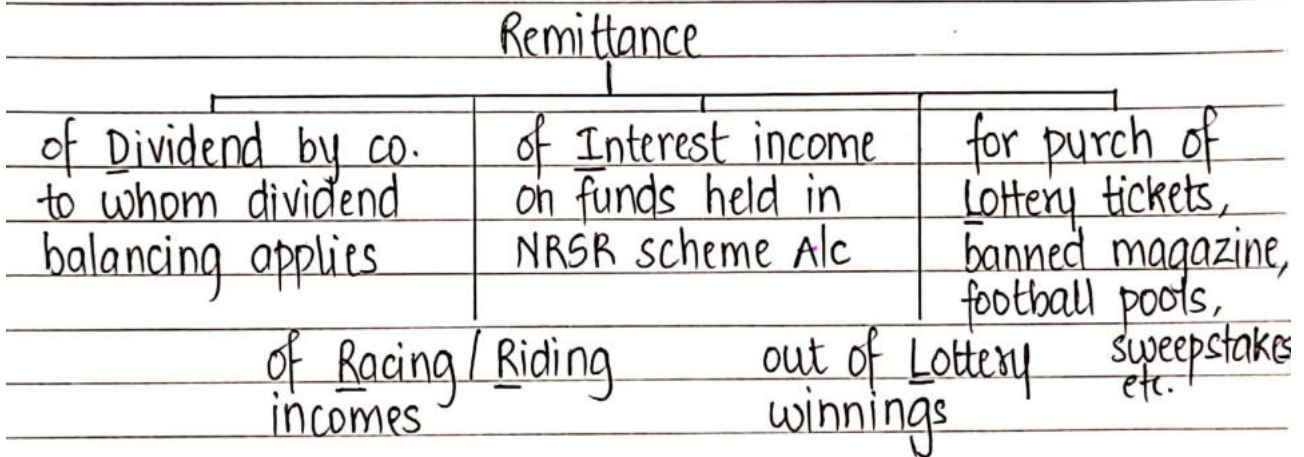 Remittance
of Dividend by co.
to whom dividend
balancing applies
of Racing / Riding
incomes
of Interest income
on funds held in
NRSR scheme A/c
out of Lottery
winnings
for purch of
Lottery tickets,
banned magazine,
football pools,
sweepstakes
etc.